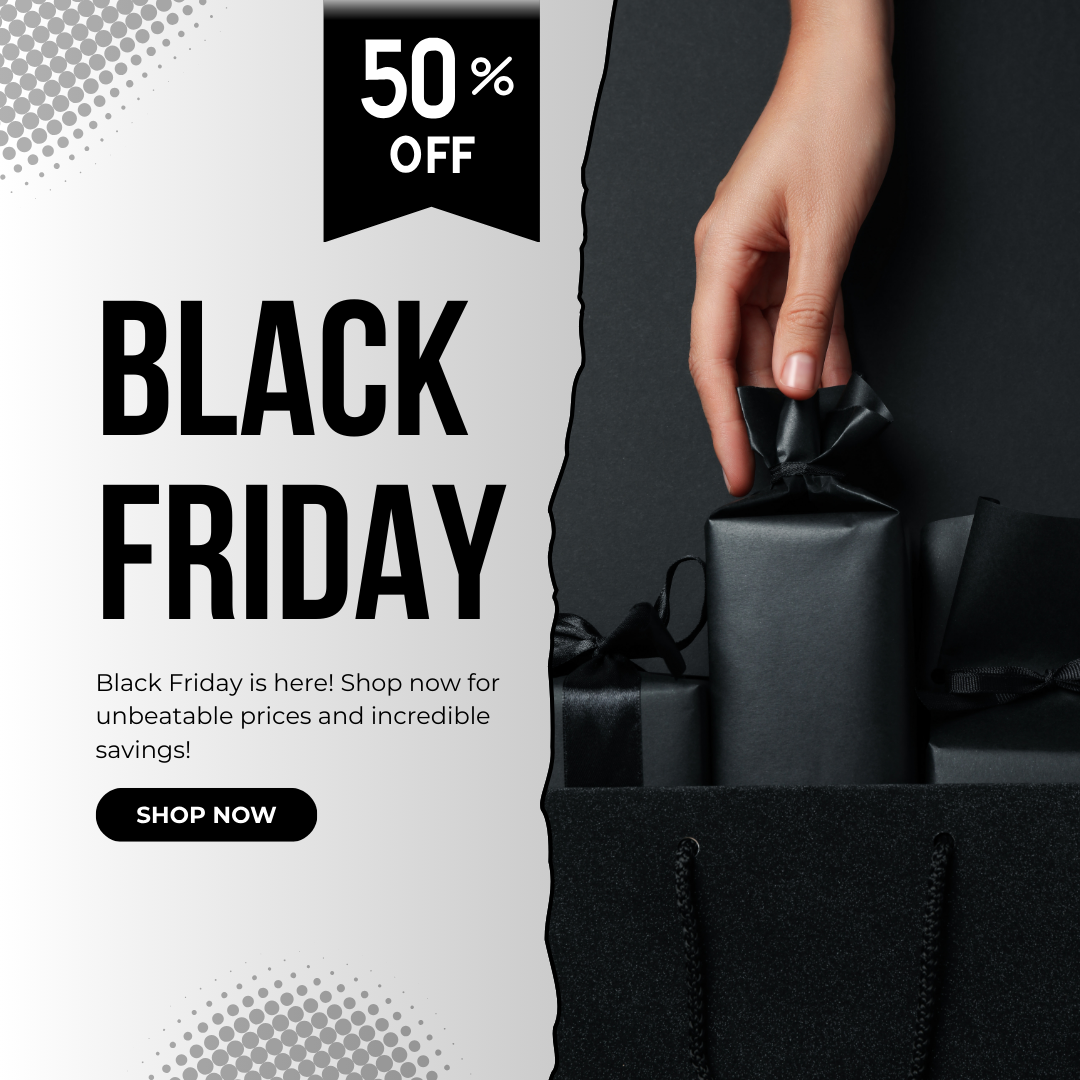 50%
OFF
BLACK
FRIDAY
Black Friday is here! Shop now for
unbeatable prices and incredible
savings!
SHOP NOW